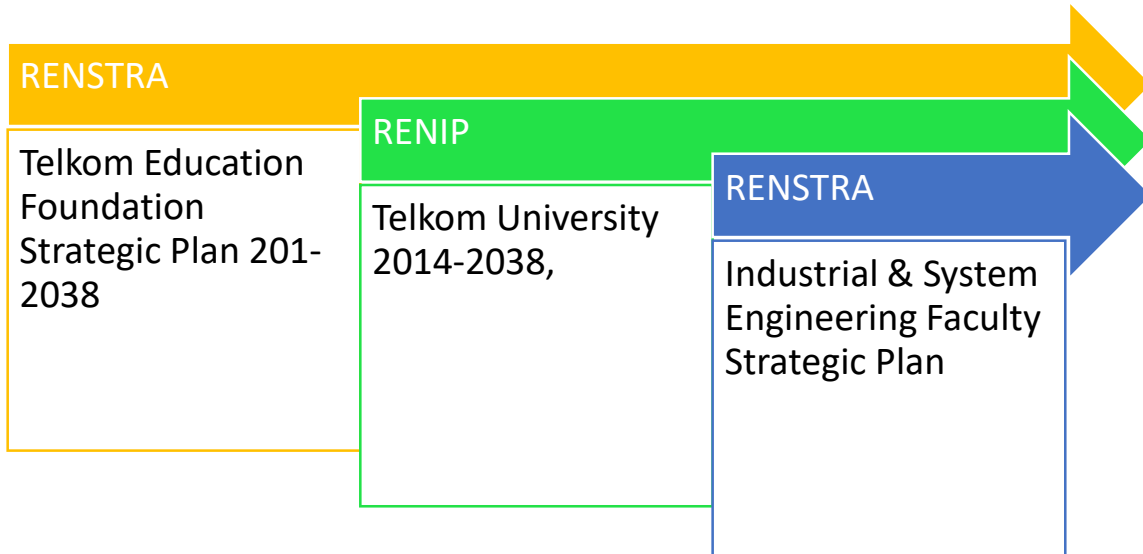 RENSTRA
Telkom Education
Foundation
Strategic Plan 201-
2038
RENIP
Telkom University
2014-2038,
RENSTRA
Industrial & System
Engineering Faculty
Strategic Plan